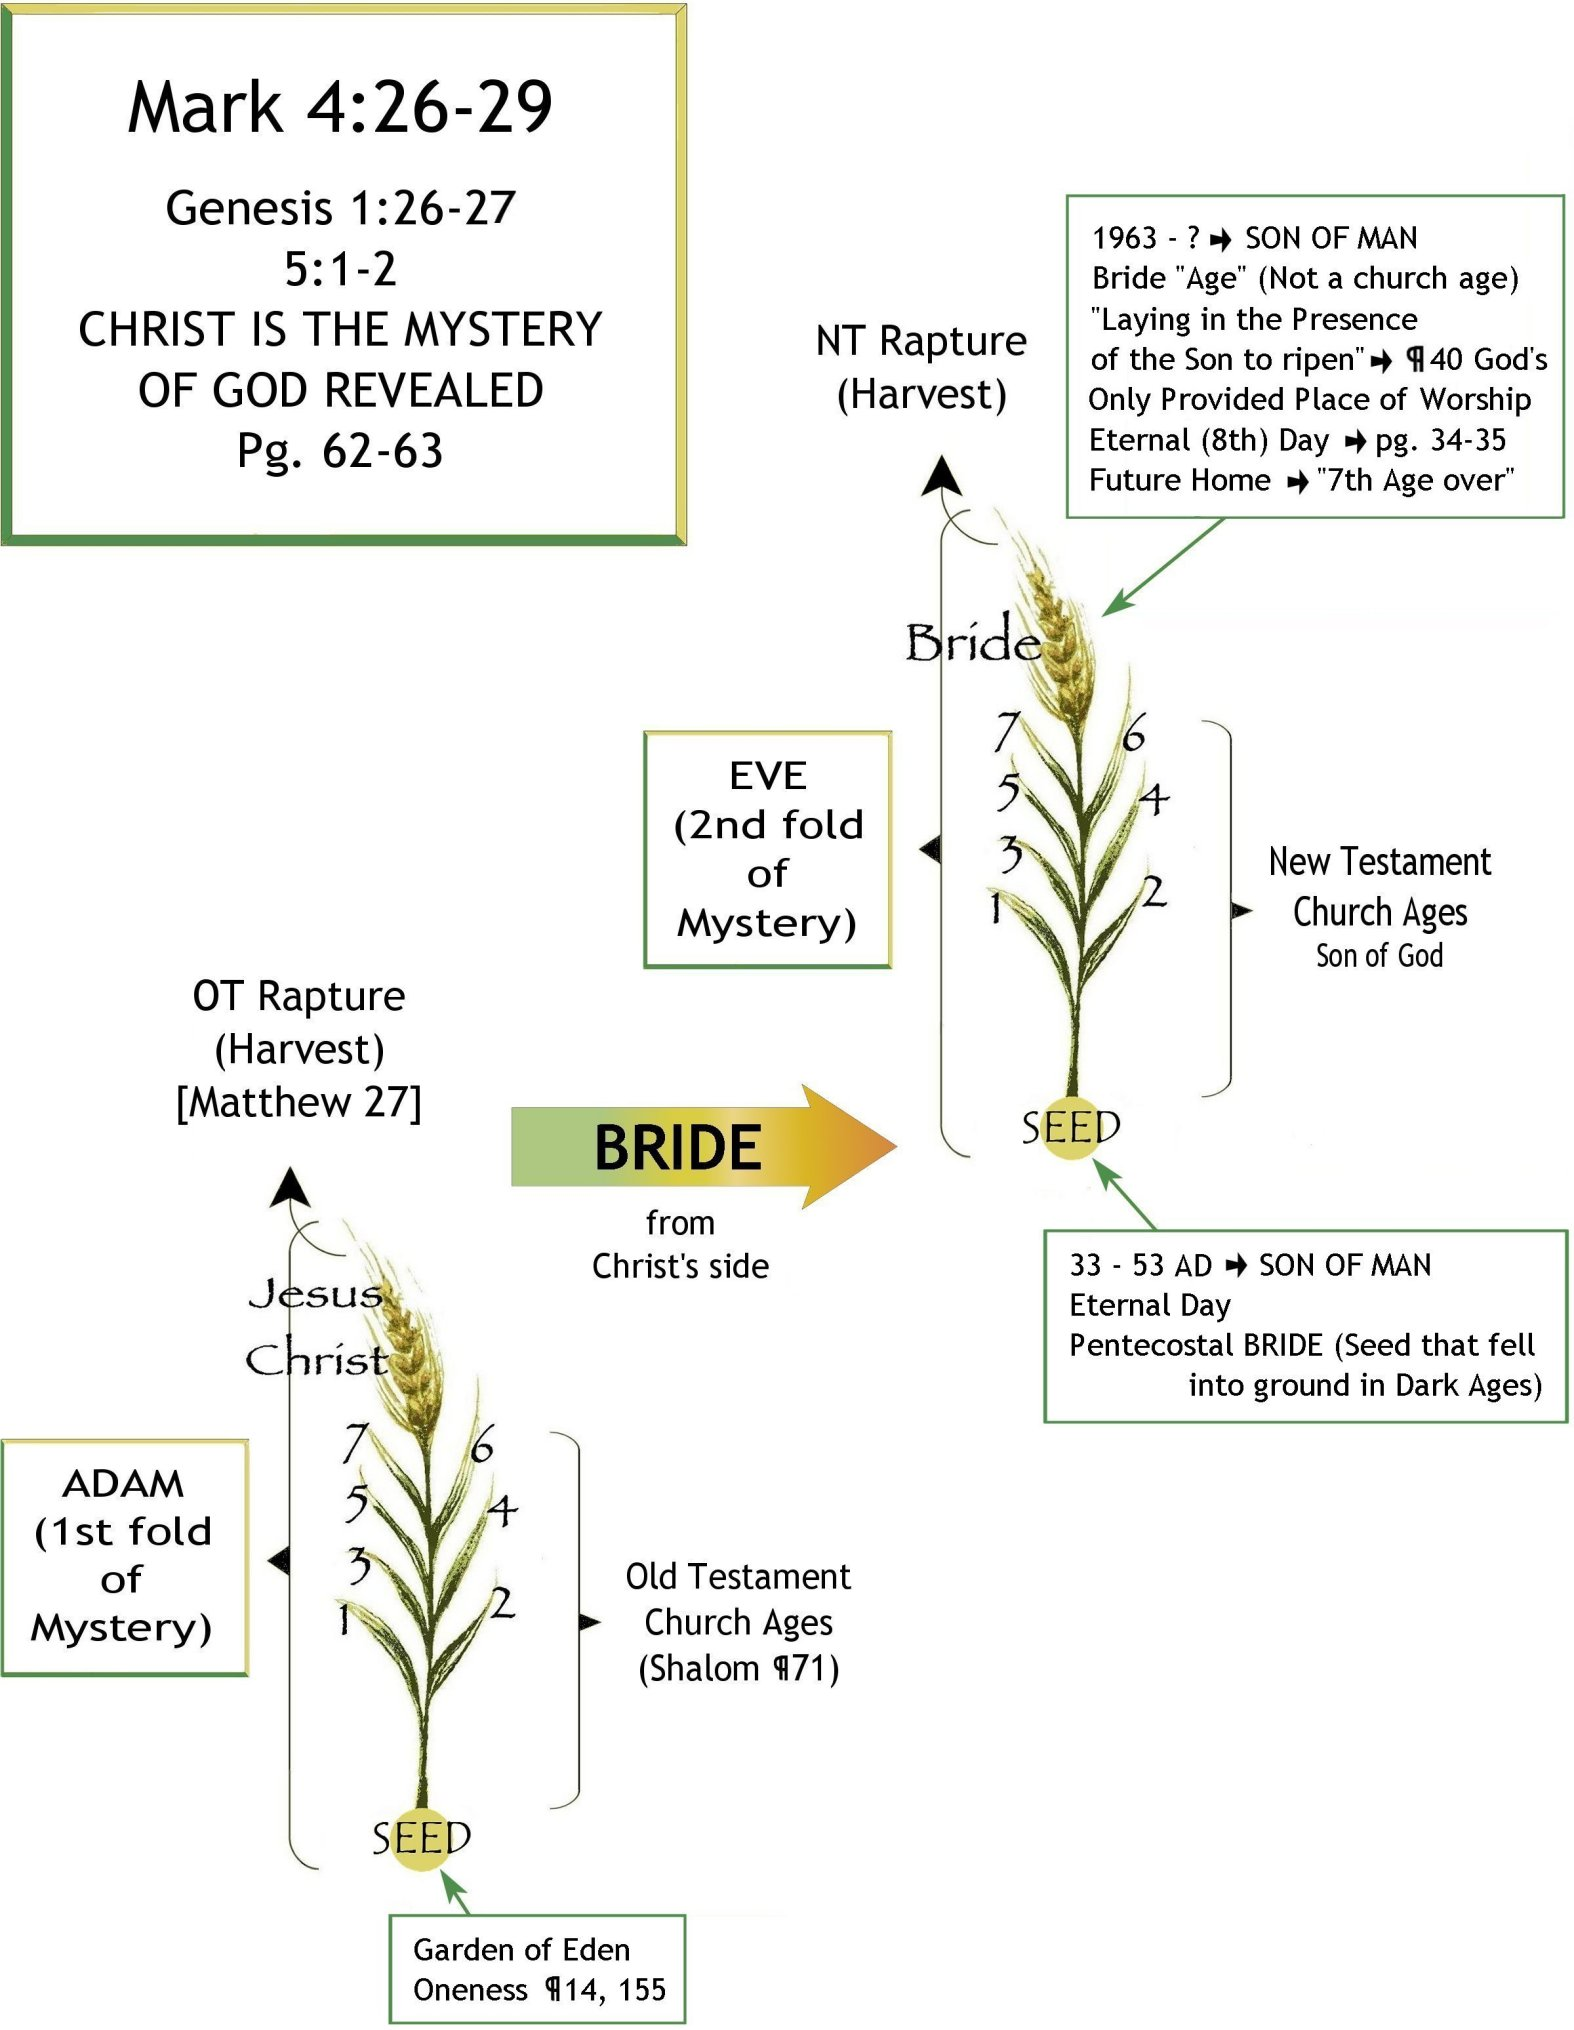 Mark 4:26-29
Genesis 1:26-27
5:1-2
CHRIST IS THE MYSTERY
OF GOD REVEALED
Pg. 62-63
1963 - ? → SON OF MAN
Bride "Age" (Not a church age)
"Laying in the Presence
of the Son to ripen" → ¶40 God's
Only Provided Place of Worship
Eternal (8th) Day → pg. 34-35
Future Home → "7th Age over"
NT Rapture
(Harvest)
Bride
7
6
5
4
3
2
1
SEED
EVE
(2nd fold
of
Mystery)
New Testament
Church Ages
Son of God
OT Rapture
(Harvest)
[Matthew 27]
BRIDE
from
Christ's side
33 - 53 AD → SON OF MAN
Eternal Day
Pentecostal BRIDE (Seed that fell
into ground in Dark Ages)
Jesus
Christ
7
6
5
4
3
2
1
SEED
ADAM
(1st fold
of
Mystery)
Old Testament
Church Ages
(Shalom ¶71)
Garden of Eden
Oneness ¶14, 155